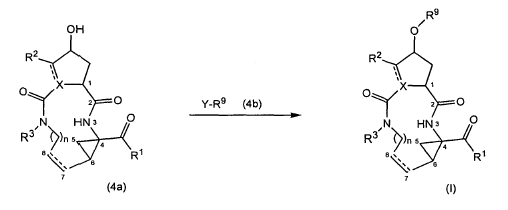 OH
R⁹
O
R² R²
X 1 X 1
O 2 O O 2 O
Y-R⁹ (4b)
N HN 3 O N HN 3 O
R³ ( )n 5 4 R³ ( )n 5 4
R¹ R¹
8 6 8 6
7 7
(4a) (I)